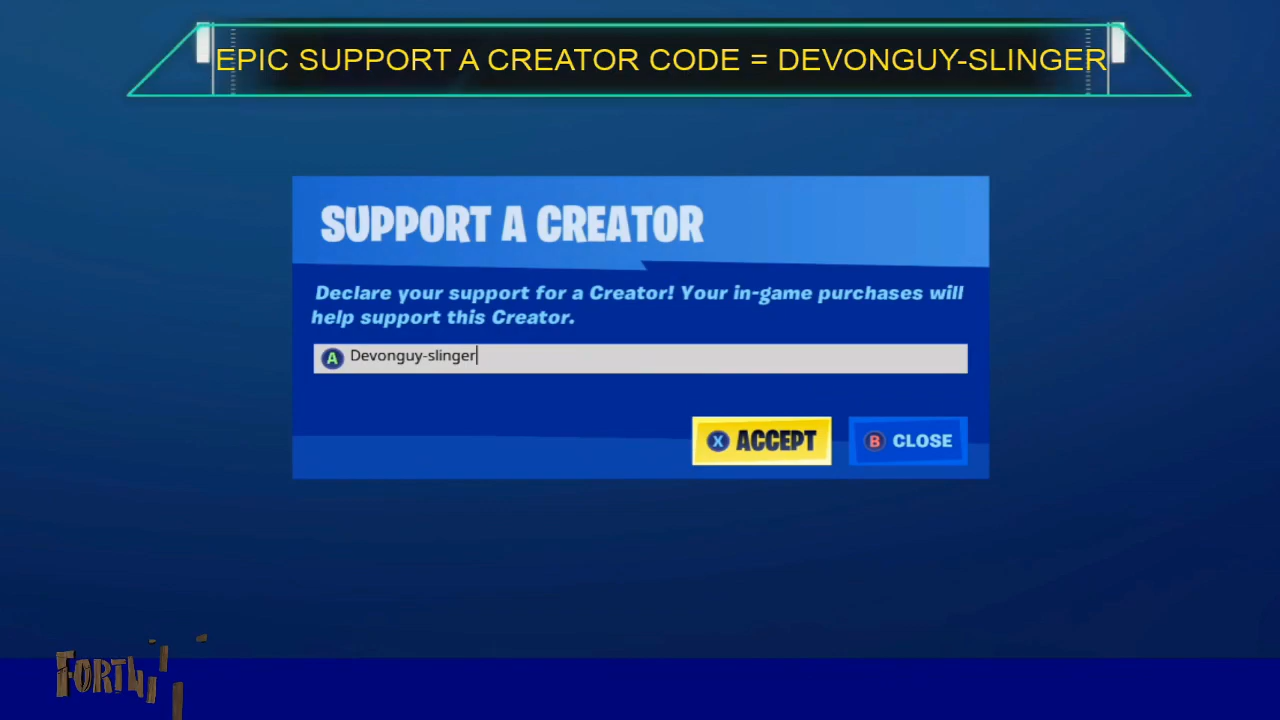 EPIC SUPPORT A CREATOR CODE = DEVONGUY-SLINGER
SUPPORT A CREATOR
Declare your support for a Creator! Your in-game purchases will
help support this Creator.
A Devonguy-slinger
X ACCEPT
B CLOSE